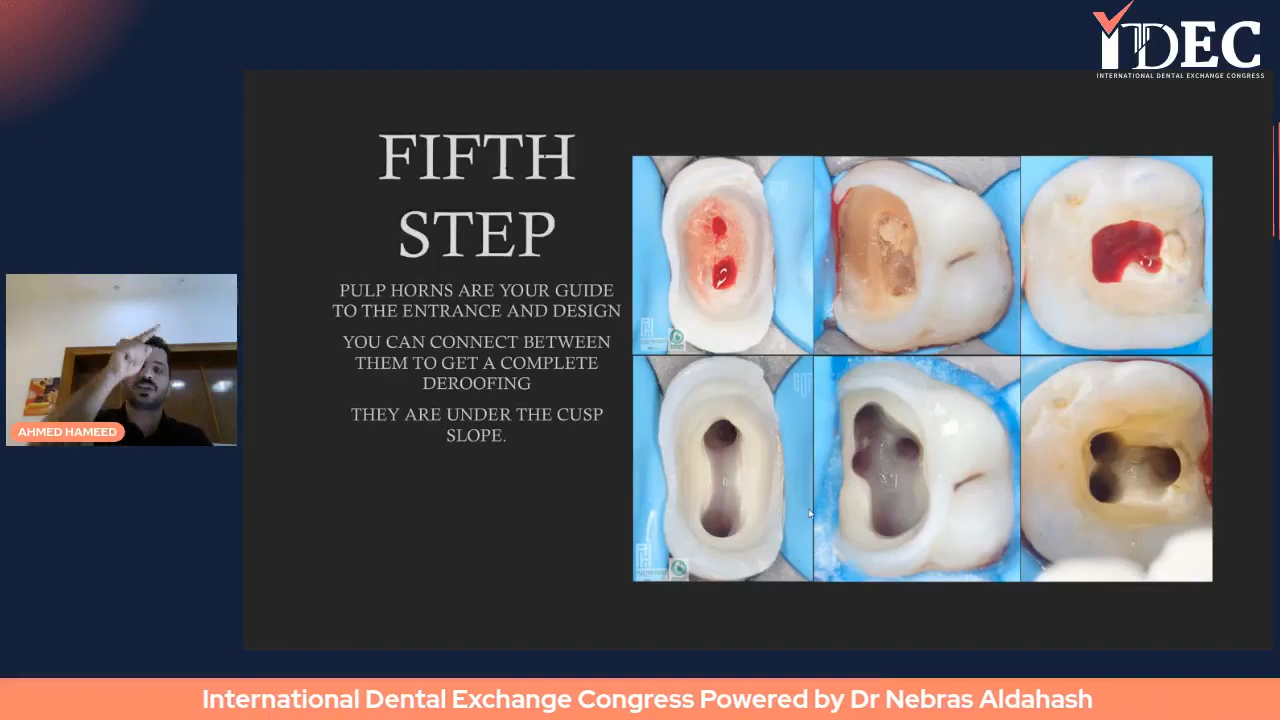 IDEC
INTERNATIONAL DENTAL EXCHANGE CONGRESS
FIFTH
STEP
PULP HORNS ARE YOUR GUIDE
TO THE ENTRANCE AND DESIGN
YOU CAN CONNECT BETWEEN
THEM TO GET A COMPLETE
DEROOFING
THEY ARE UNDER THE CUSP
SLOPE.
AHMED HAMEED
International Dental Exchange Congress Powered by Dr Nebras Aldahash